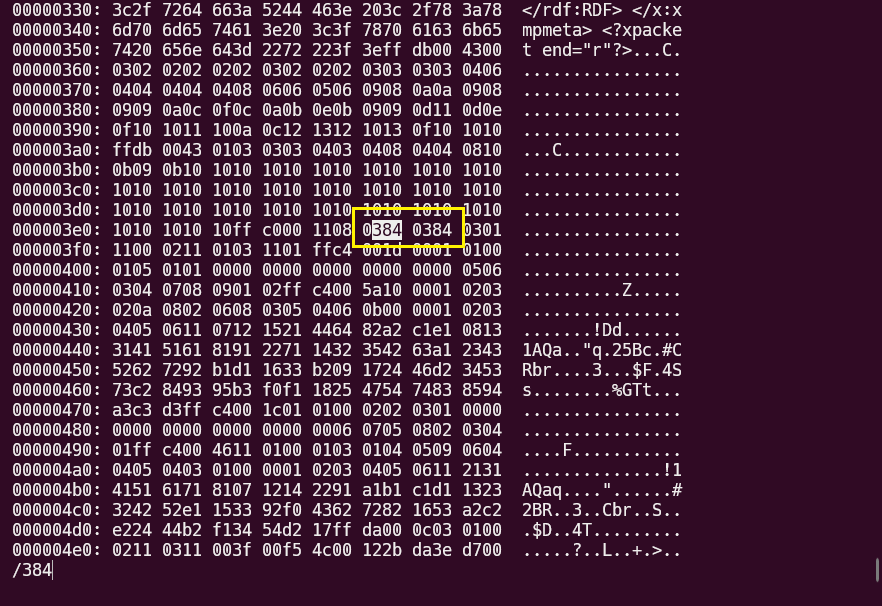 00000330: 3c2f 7264 663a 5244 463e 203c 2f78 3a78  </rdf:RDF> </x:x
00000340: 6d70 6d65 7461 3e20 3c3f 7870 6163 6b65  mpmeta> <?xpacke
00000350: 7420 656e 643d 2272 223f 3eff db00 4300  t end="r"?>...C.
00000360: 0302 0202 0202 0302 0202 0303 0303 0406  ................
00000370: 0404 0404 0408 0606 0506 0908 0a0a 0908  ................
00000380: 0909 0a0c 0f0c 0a0b 0e0b 0909 0d11 0d0e  ................
00000390: 0f10 1011 100a 0c12 1312 1013 0f10 1010  ................
000003a0: ffdb 0043 0103 0303 0403 0408 0404 0810  ...C............
000003b0: 0b09 0b10 1010 1010 1010 1010 1010 1010  ................
000003c0: 1010 1010 1010 1010 1010 1010 1010 1010  ................
000003d0: 1010 1010 1010 1010 1010 1010 1010 1010  ................
000003e0: 1010 1010 10ff c000 1108 0384 0384 0301  ................
000003f0: 1100 0211 0103 1101 ffc4 001d 0001 0100  ................
00000400: 0105 0101 0000 0000 0000 0000 0000 0506  ................
00000410: 0304 0708 0901 02ff c400 5a10 0001 0203  ..........Z.....
00000420: 020a 0802 0608 0305 0406 0b00 0001 0203  ................
00000430: 0405 0611 0712 1521 4464 82a2 c1e1 0813  .......!Dd......
00000440: 3141 5161 8191 2271 1432 3542 63a1 2343  1AQa.."q.25Bc.#C
00000450: 5262 7292 b1d1 1633 b209 1724 46d2 3453  Rbr....3...$F.4S
00000460: 73c2 8493 95b3 f0f1 1825 4754 7483 8594  s........%GTt...
00000470: a3c3 d3ff c400 1c01 0100 0202 0301 0000  ................
00000480: 0000 0000 0000 0006 0705 0802 0304  ................
00000490: 01ff c400 4611 0100 0103 0104 0509 0604  ....F...........
000004a0: 0405 0403 0100 0001 0203 0405 0611 2131  ..............!1
000004b0: 4151 6171 8107 1214 2291 a1b1 c1d1 1323  AQaq....".....#
000004c0: 3242 52e1 1533 92f0 4362 7282 1653 a2c2  2BR..3..Cbr..S..
000004d0: e224 44b2 f134 54d2 17ff da00 0c03 0100  .$D..4T.........
000004e0: 0211 0311 003f 00f5 4c00 122b da3e d700  .....?..L..+.>..
/384